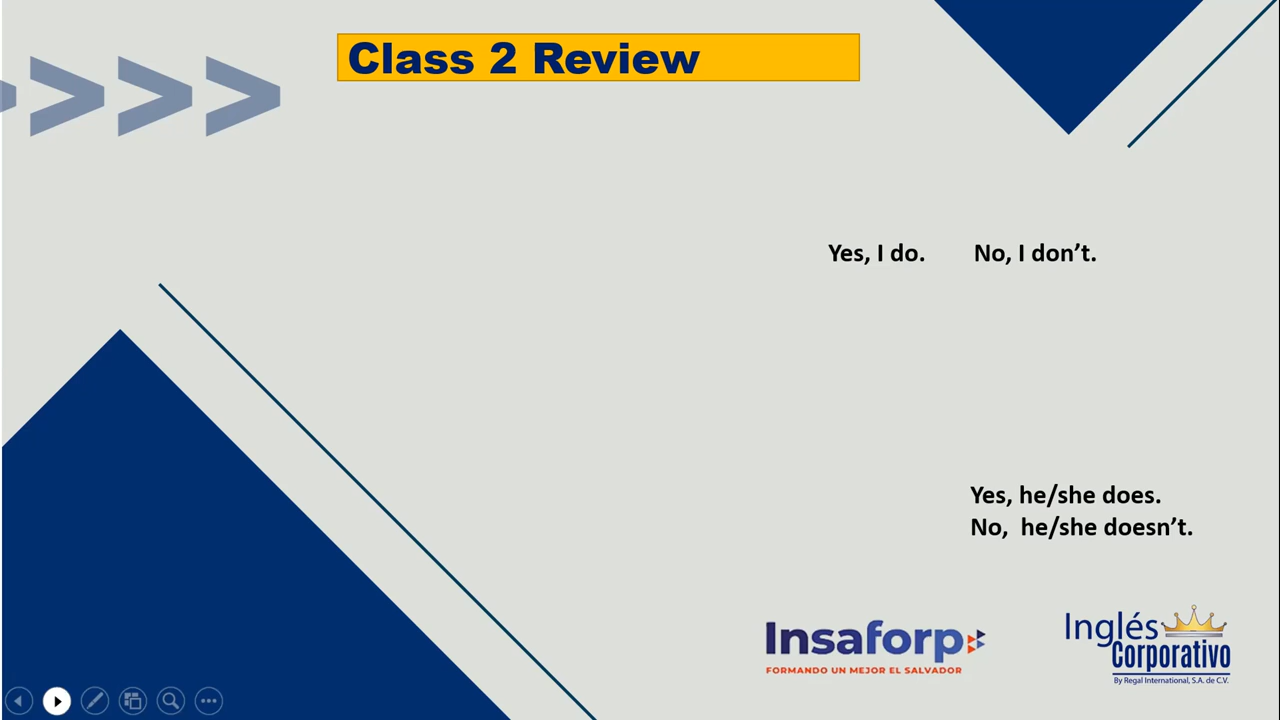 Class 2 Review
Yes, I do. No, I don’t.
Yes, he/she does.
No, he/she doesn’t.
Insaforp
FORMANDO UN MEJOR EL SALVADOR
Inglés
Corporativo
By Regal International, S.A. de C.V.